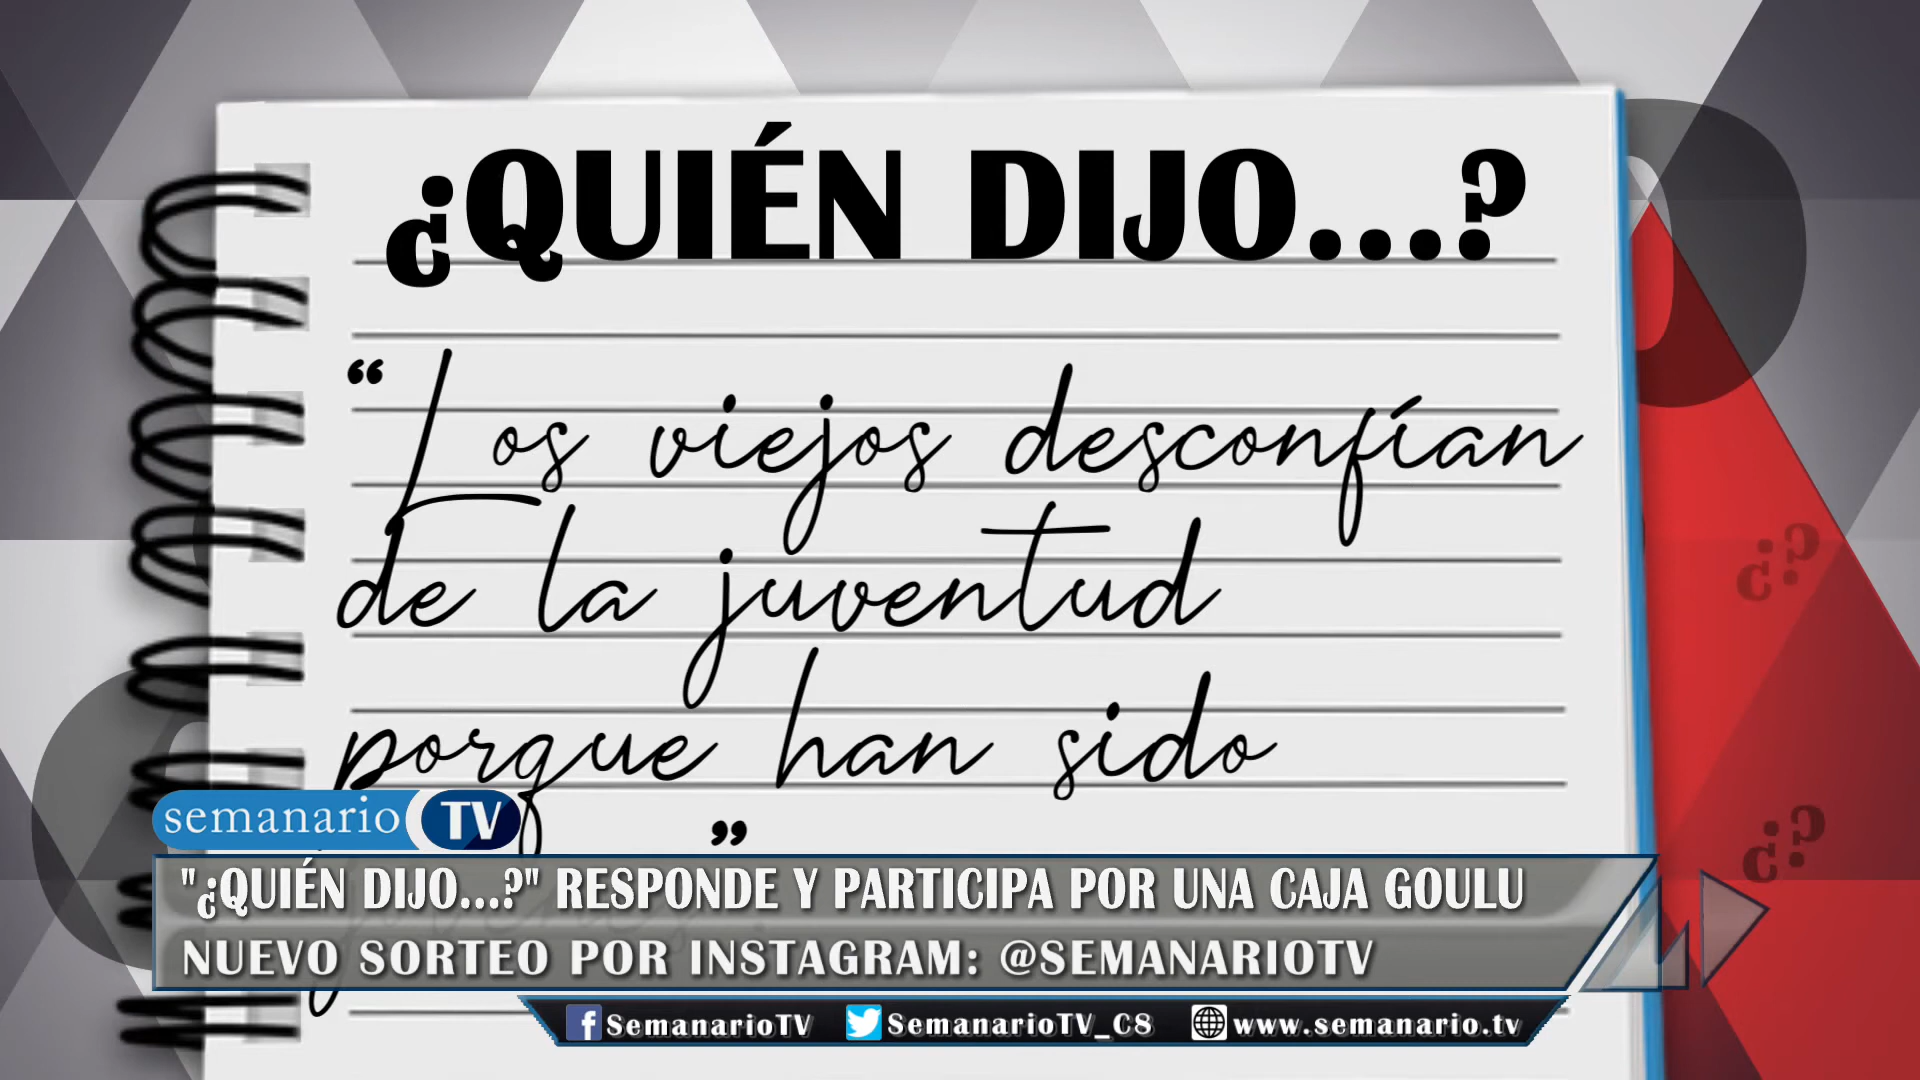 ¿QUIÉN DIJO...?
“Los viejos desconfían
de la juventud
porque han sido
”
semanario TV
"¿QUIÉN DIJO...?" RESPONDE Y PARTICIPA POR UNA CAJA GOULU
NUEVO SORTEO POR INSTAGRAM: @SEMANARIOTV
SemanarioTV SemanarioTV_C8 www.semanario.tv
¿?
¿?